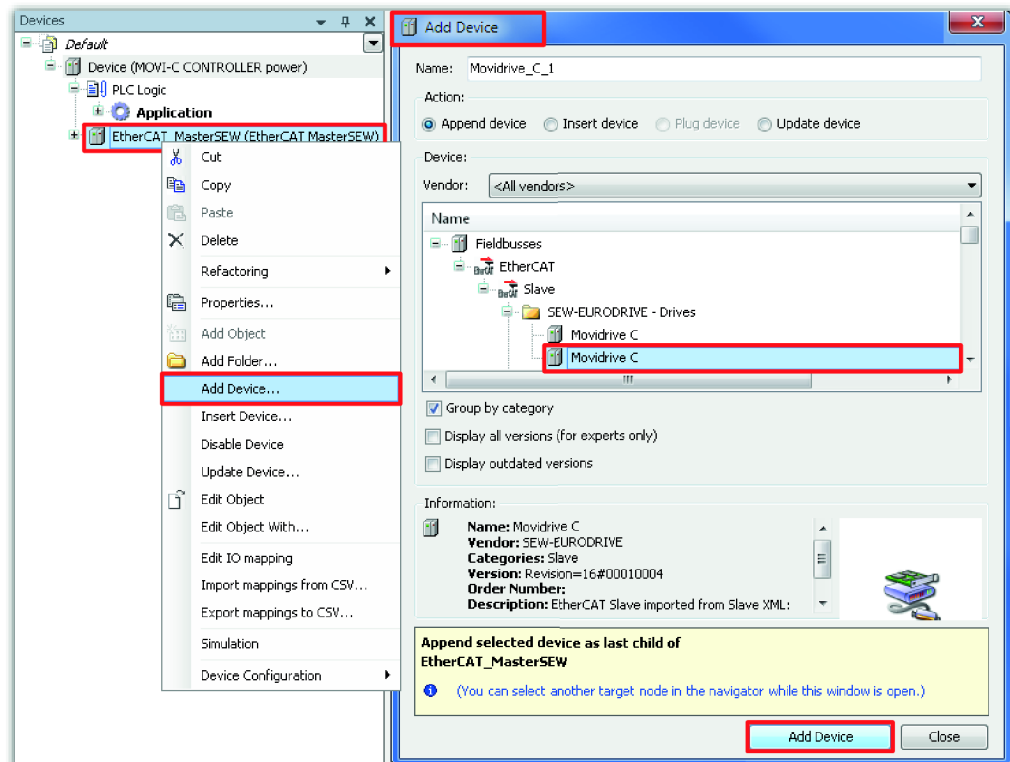 Devices
Default
Device (MOVI-C CONTROLLER power)
PLC Logic
Application
EtherCAT_MasterSEW (EtherCAT MasterSEW)
Cut
Copy
Paste
Delete
Refactoring
Properties...
Add Object
Add Folder...
Add Device...
Insert Device...
Disable Device
Update Device...
Edit Object
Edit Object With...
Edit IO mapping
Import mappings from CSV...
Export mappings to CSV...
Simulation
Device Configuration
Add Device
Name: Movidrive_C_1
Action:
Append device Insert device Plug device Update device
Device:
Vendor: <All vendors>
Name
Fieldbusses
EtherCAT
Slave
SEW-EURODRIVE - Drives
Movidrive C
Movidrive C
Group by category
Display all versions (for experts only)
Display outdated versions
Information:
Name: Movidrive C
Vendor: SEW-EURODRIVE
Categories: Slave
Version: Revision=16#00010004
Order Number:
Description: EtherCAT Slave imported from Slave XML:
Append selected device as last child of
EtherCAT_MasterSEW
(You can select another target node in the navigator while this window is open.)
Add Device Close